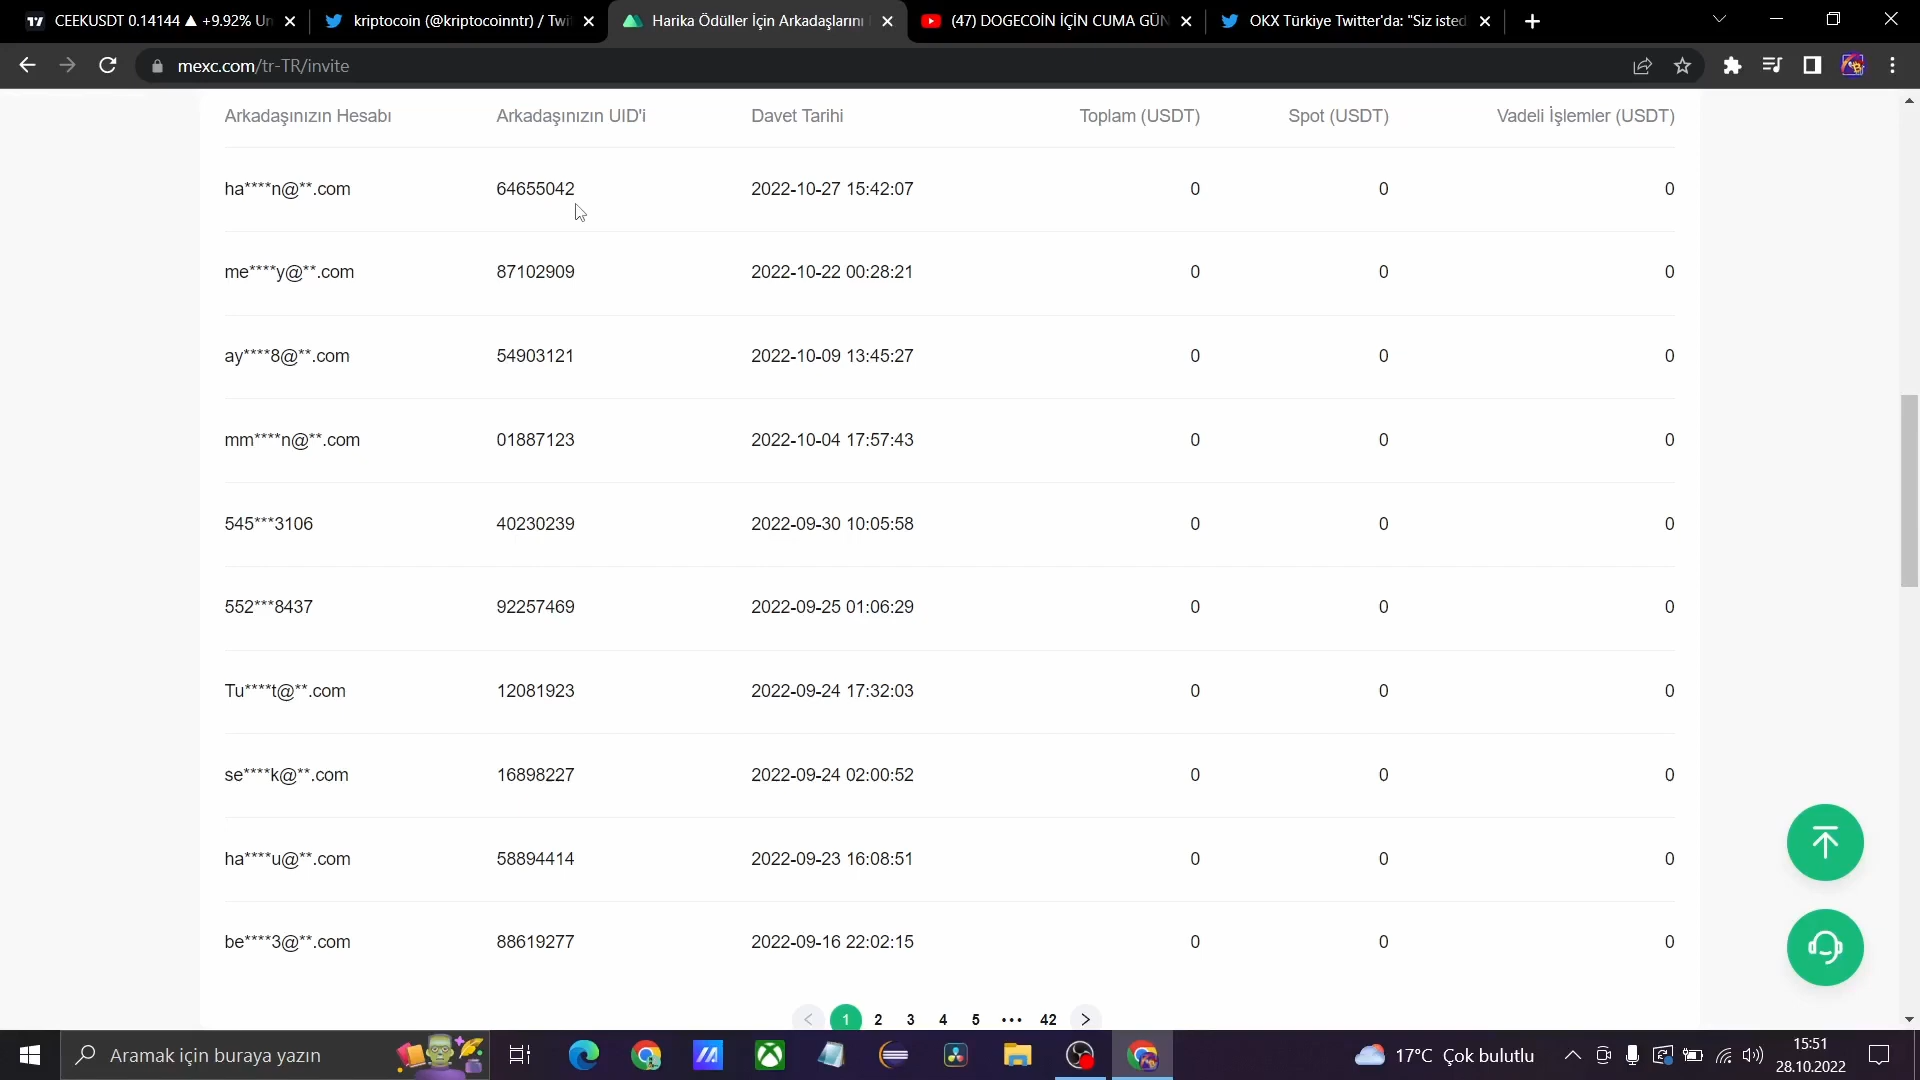 CEEKUSDT 0.14144 ▲ +9.92% Un
kriptocoin (@kriptocoinntr) / Twi
Harika Ödüller İçin Arkadaşlarını
(47) DOGECOİN İÇİN CUMA GÜN
OKX Türkiye Twitter'da: "Siz isted
mexc.com/tr-TR/invite
Arkadaşınızın Hesabı Arkadaşınızın UID'i Davet Tarihi Toplam (USDT) Spot (USDT) Vadeli İşlemler (USDT)
ha****n@**.com 64655042 2022-10-27 15:42:07 0 0 0
me****y@**.com 87102909 2022-10-22 00:28:21 0 0 0
ay****8@**.com 54903121 2022-10-09 13:45:27 0 0 0
mm****n@**.com 01887123 2022-10-04 17:57:43 0 0 0
545***3106 40230239 2022-09-30 10:05:58 0 0 0
552***8437 92257469 2022-09-25 01:06:29 0 0 0
Tu****t@**.com 12081923 2022-09-24 17:32:03 0 0 0
se****k@**.com 16898227 2022-09-24 02:00:52 0 0 0
ha****u@**.com 58894414 2022-09-23 16:08:51 0 0 0
be****3@**.com 88619277 2022-09-16 22:02:15 0 0 0
< 1 2 3 4 5 ••• 42 >
Aramak için buraya yazın
17°C Çok bulutlu
15:51
28.10.2022